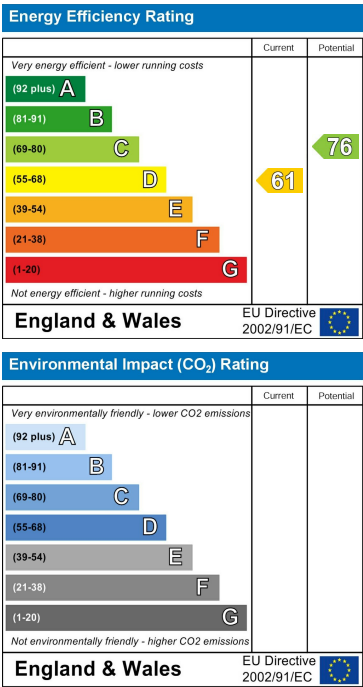 Energy Efficiency Rating
Current Potential
Very energy efficient - lower running costs
(92 plus) A
(81-91) B
(69-80) C
76
(55-68) D
61
(39-54) E
(21-38) F
(1-20) G
Not energy efficient - higher running costs
England & Wales
EU Directive
2002/91/EC
Environmental Impact (CO₂) Rating
Current Potential
Very environmentally friendly - lower CO2 emissions
(92 plus) A
(81-91) B
(69-80) C
(55-68) D
(39-54) E
(21-38) F
(1-20) G
Not environmentally friendly - higher CO2 emissions
England & Wales
EU Directive
2002/91/EC